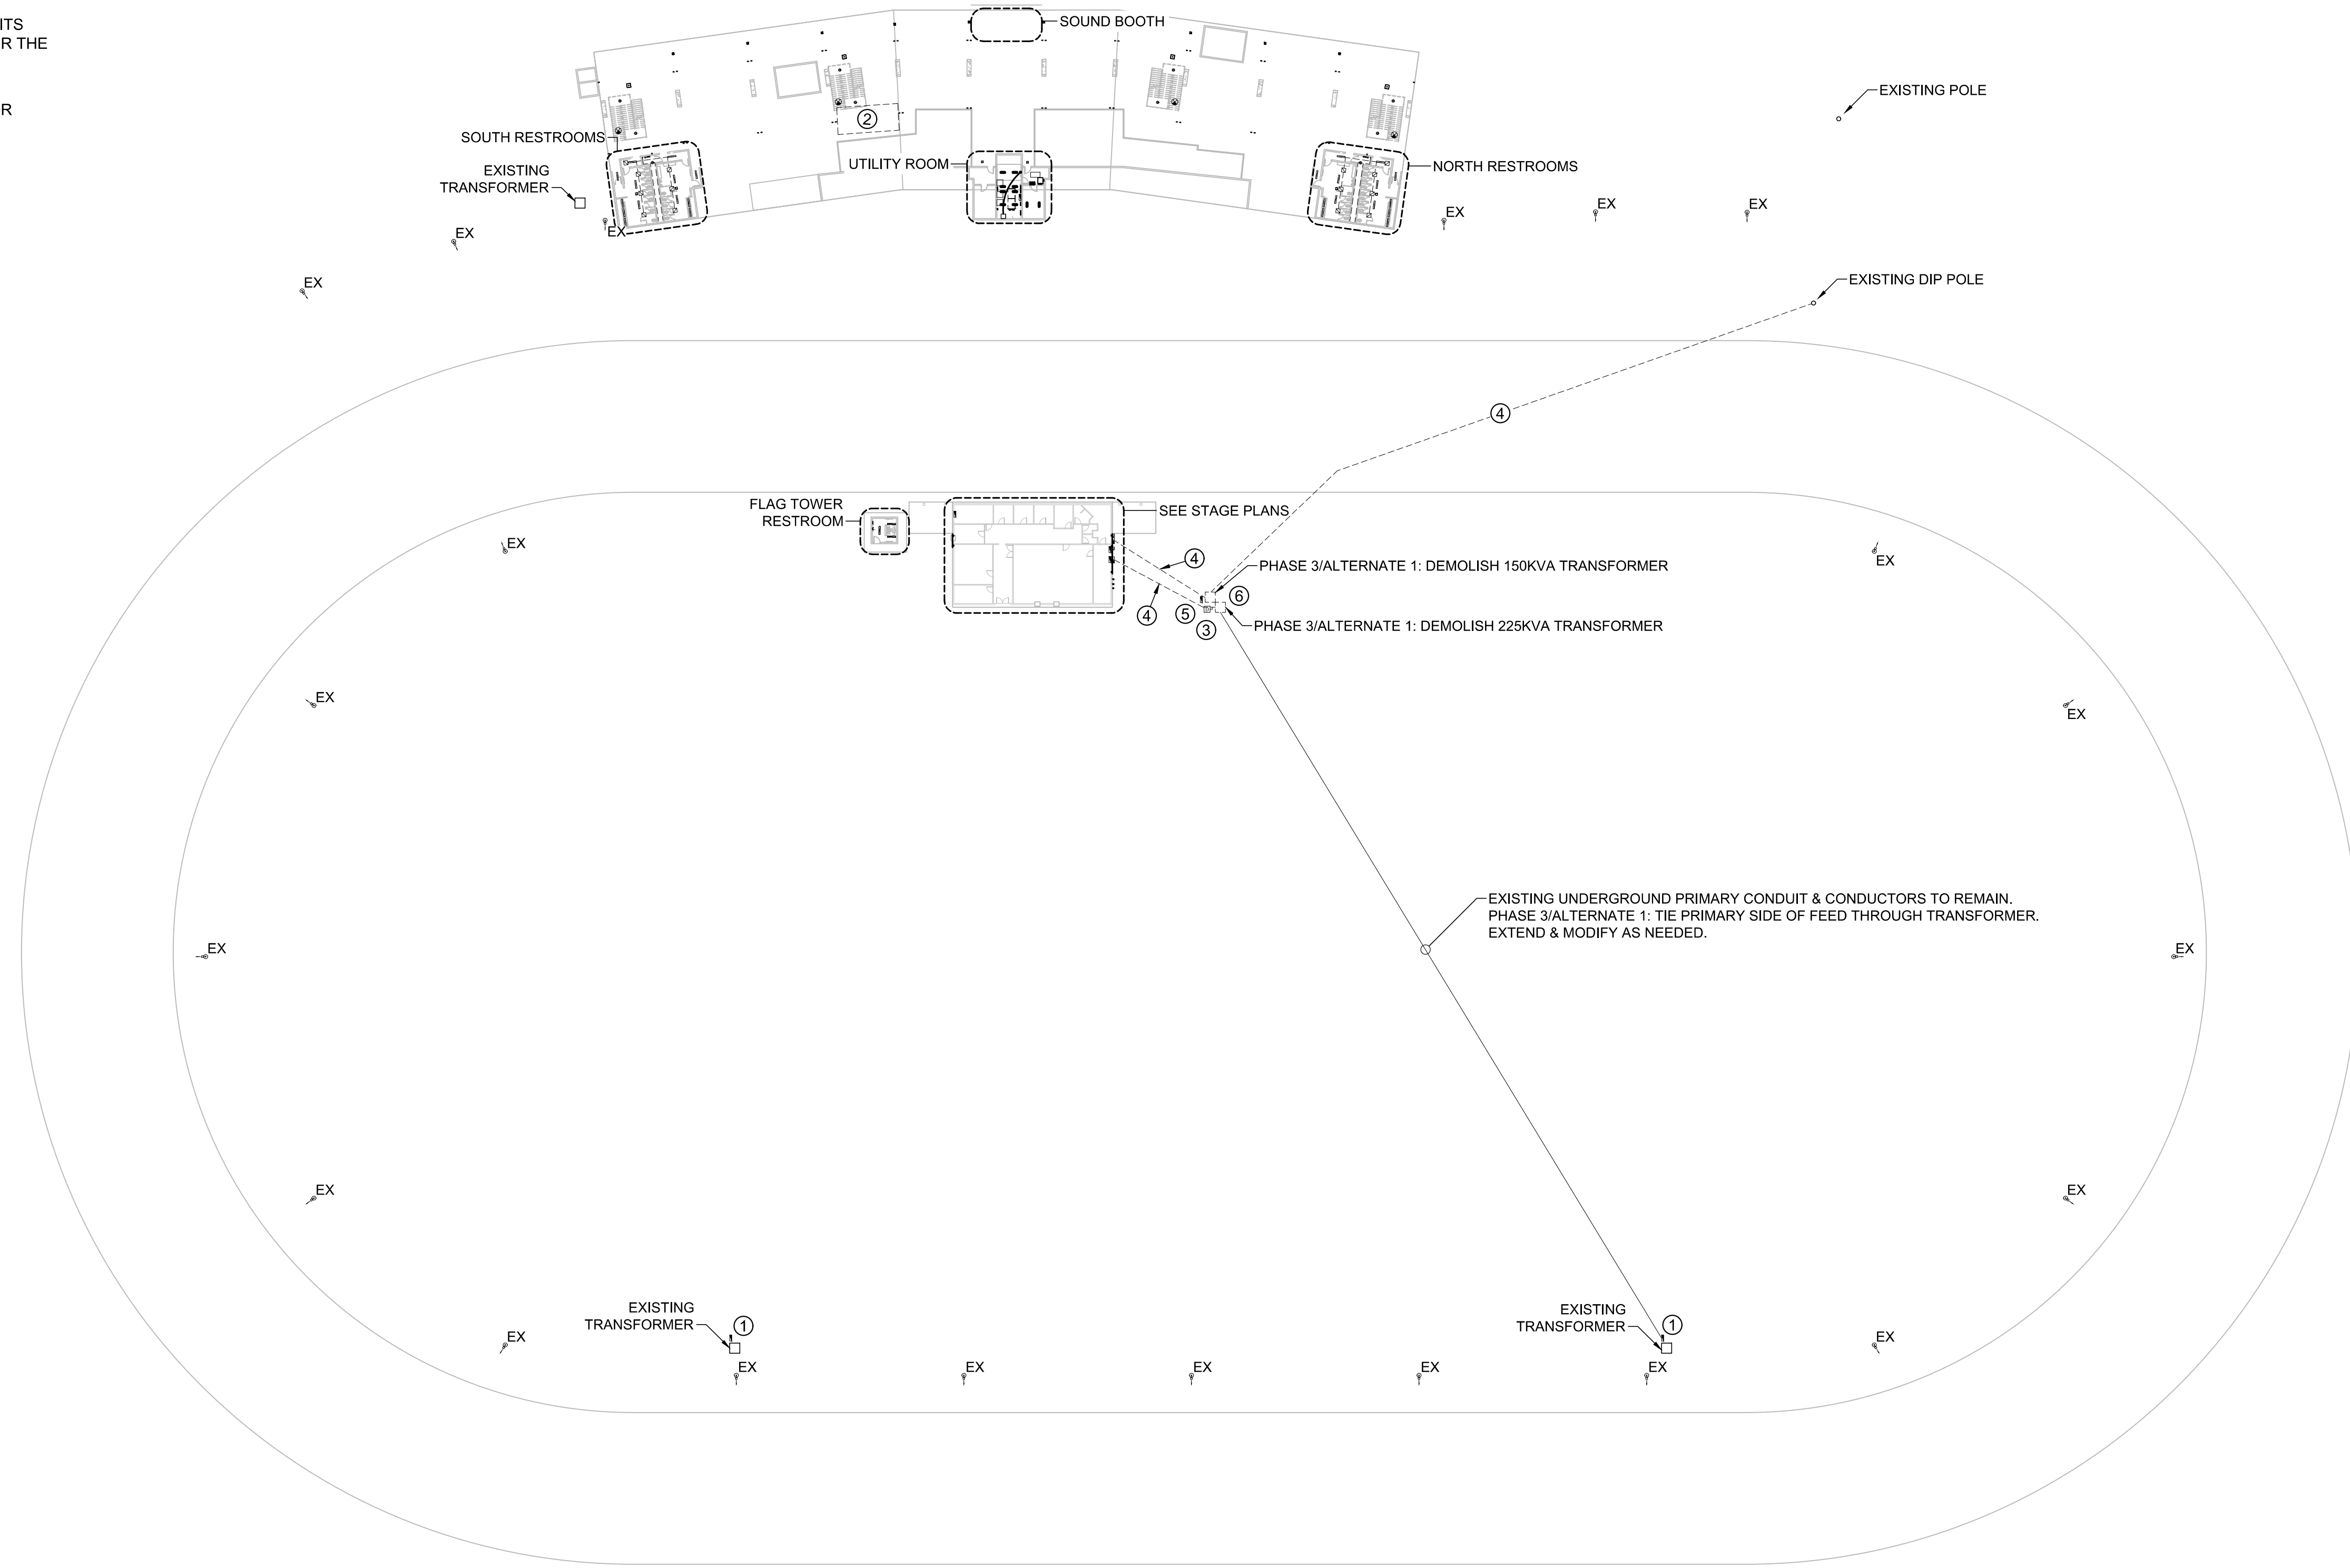 ITS
R THE
R
SOUND BOOTH
EXISTING POLE
2
SOUTH RESTROOMS
UTILITY ROOM
NORTH RESTROOMS
EXISTING
TRANSFORMER
EX
EX
EX
EX
EX
EX
EX
EXISTING DIP POLE
4
FLAG TOWER
RESTROOM
SEE STAGE PLANS
EX
EX
4
PHASE 3/ALTERNATE 1: DEMOLISH 150KVA TRANSFORMER
6
4
5
3
PHASE 3/ALTERNATE 1: DEMOLISH 225KVA TRANSFORMER
EX
EX
EXISTING UNDERGROUND PRIMARY CONDUIT & CONDUCTORS TO REMAIN.
PHASE 3/ALTERNATE 1: TIE PRIMARY SIDE OF FEED THROUGH TRANSFORMER.
EXTEND & MODIFY AS NEEDED.
EX
EX
EX
EX
EXISTING
TRANSFORMER
1
EXISTING
TRANSFORMER
1
EX
EX
EX
EX
EX
EX
EX